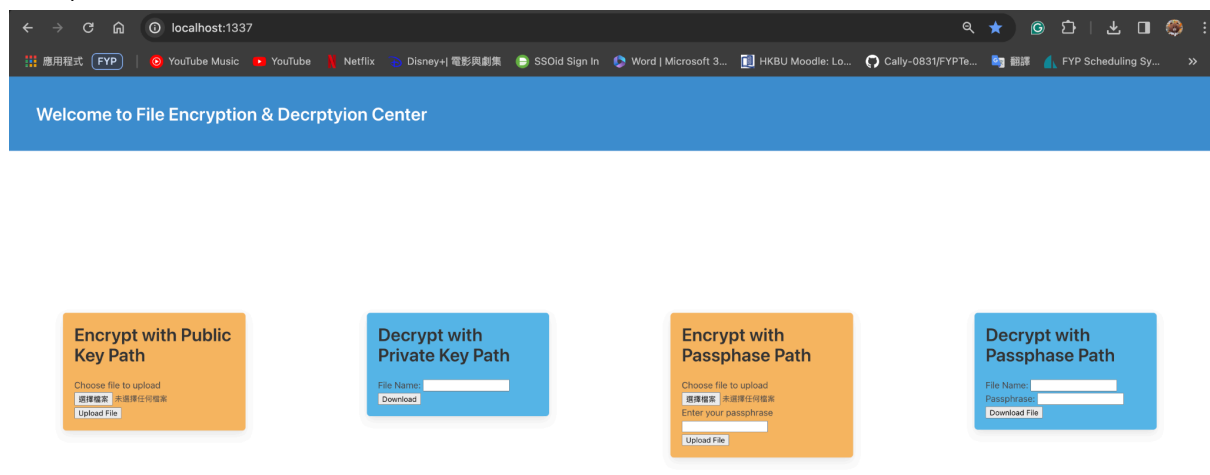 localhost:1337
應用程式 FYP YouTube Music YouTube Netflix Disney+| 電影與劇集 SSOid Sign In Word | Microsoft 3... HKBU Moodle: Lo... Cally-0831/FYPTe... 翻譯 FYP Scheduling Sy... »
Welcome to File Encryption & Decrptyion Center
Encrypt with Public
Key Path
Choose file to upload
選擇檔案 未選擇任何檔案
Upload File
Decrypt with
Private Key Path
File Name:
Download
Encrypt with
Passphase Path
Choose file to upload
選擇檔案 未選擇任何檔案
Enter your passphrase
Upload File
Decrypt with
Passphase Path
File Name:
Passphrase:
Download File